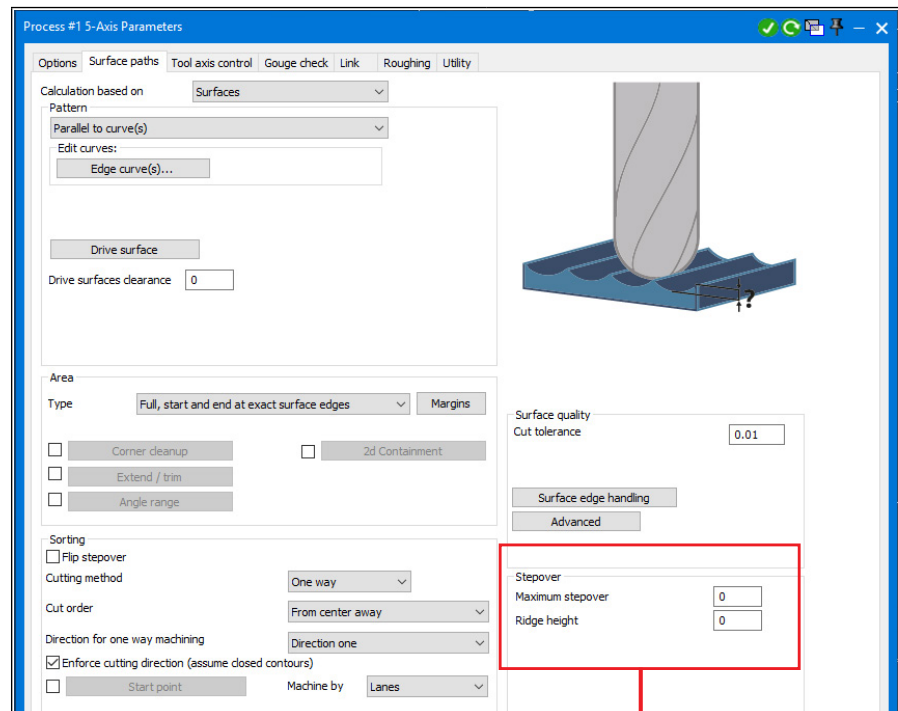 Process #1 5-Axis Parameters
Options Surface paths Tool axis control Gouge check Link Roughing Utility
Calculation based on Surfaces
Pattern
Parallel to curve(s)
Edit curves:
Edge curve(s)...
Drive surface
Drive surfaces clearance 0
?
Area
Type Full, start and end at exact surface edges Margins
Corner cleanup 2d Containment
Extend / trim
Angle range
Surface quality
Cut tolerance 0.01
Surface edge handling
Advanced
Sorting
Flip stepover
Cutting method One way
Cut order From center away
Direction for one way machining Direction one
Enforce cutting direction (assume closed contours)
Start point Machine by Lanes
Stepover
Maximum stepover 0
Ridge height 0